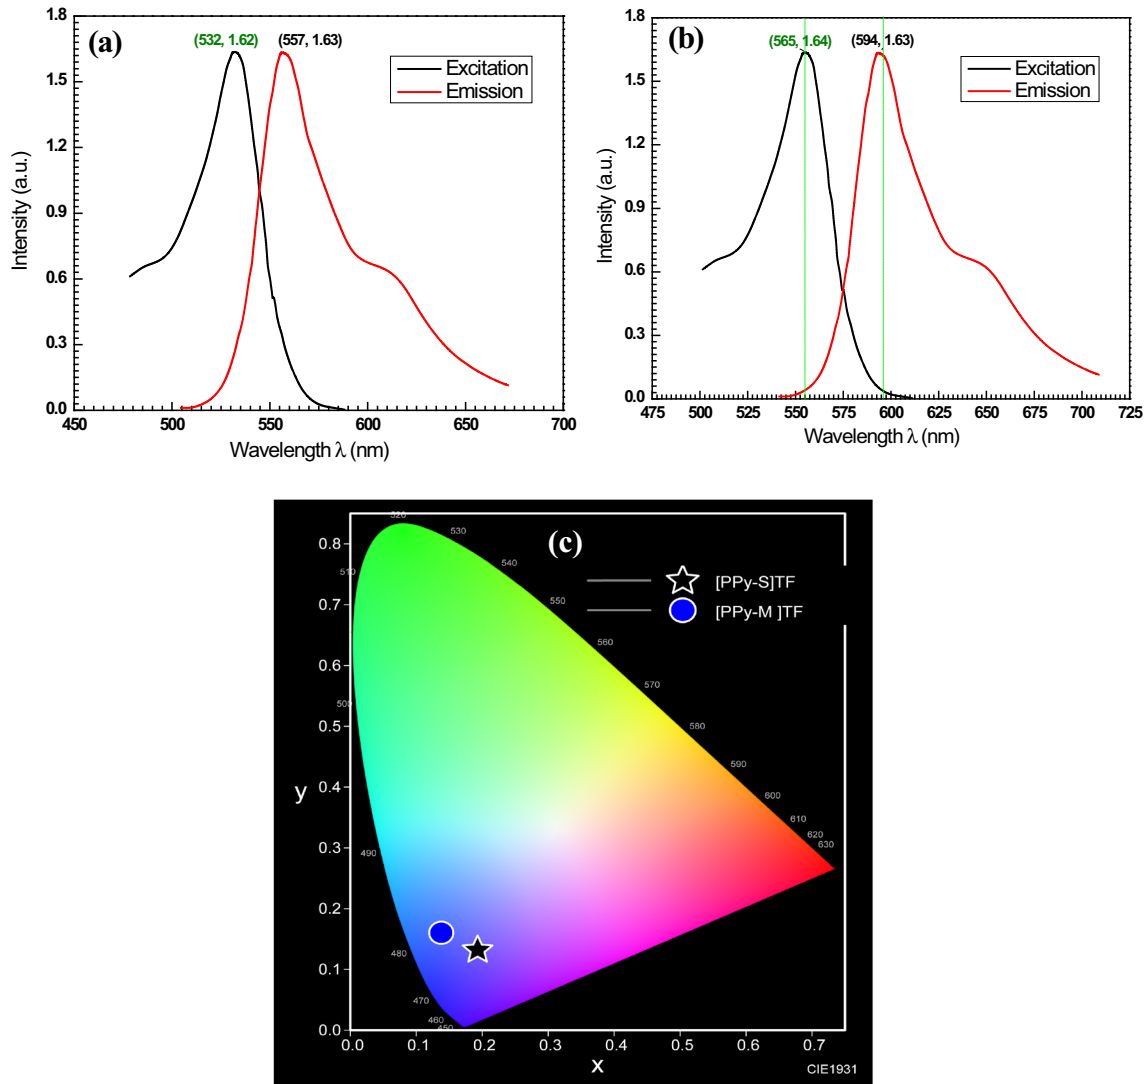 (a)
(532, 1.62) (557, 1.63)
Excitation
Emission
Intensity (a.u.)
1.8
1.5
1.2
0.9
0.6
0.3
0.0
450 500 550 600 650 700
Wavelength λ (nm)
(b)
(565, 1.64) (594, 1.63)
Excitation
Emission
Intensity (a.u.)
1.8
1.5
1.2
0.9
0.6
0.3
0.0
475 500 525 550 575 600 625 650 675 700 725
Wavelength λ (nm)
(c)
[PPy-S]TF
[PPy-M ]TF
y
0.8
0.7
0.6
0.5
0.4
0.3
0.2
0.1
0.0
0.0 0.1 0.2 0.3 0.4 0.5 0.6 0.7
x
CIE1931
450
460
470
480
490
500
510
520
530
540
550
560
570
580
590
600
610
620
630